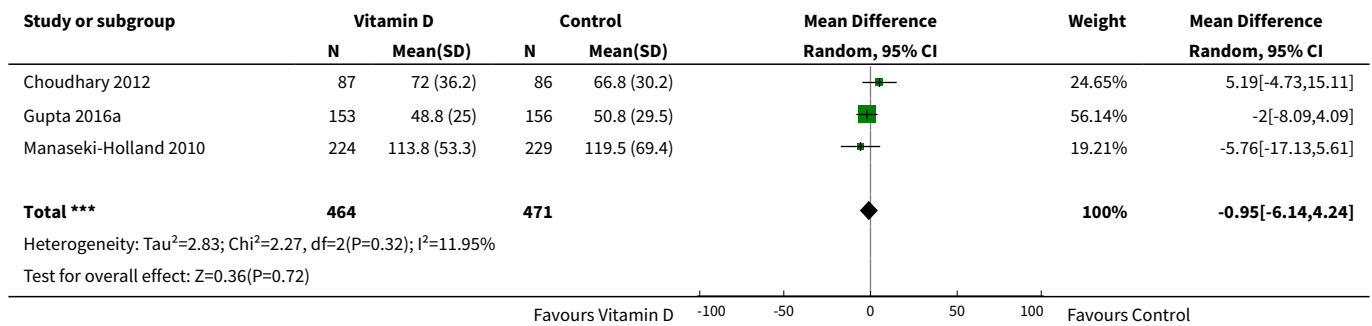 Study or subgroup Vitamin D Control Mean Difference Weight Mean Difference
N Mean(SD) N Mean(SD) Random, 95% CI Random, 95% CI
Choudhary 2012 87 72 (36.2) 86 66.8 (30.2) 24.65% 5.19[-4.73,15.11]
Gupta 2016a 153 48.8 (25) 156 50.8 (29.5) 56.14% -2[-8.09,4.09]
Manaseki-Holland 2010 224 113.8 (53.3) 229 119.5 (69.4) 19.21% -5.76[-17.13,5.61]
Total *** 464 471 100% -0.95[-6.14,4.24]
Heterogeneity: Tau²=2.83; Chi²=2.27, df=2(P=0.32); I²=11.95%
Test for overall effect: Z=0.36(P=0.72)
Favours Vitamin D -100 -50 0 50 100 Favours Control